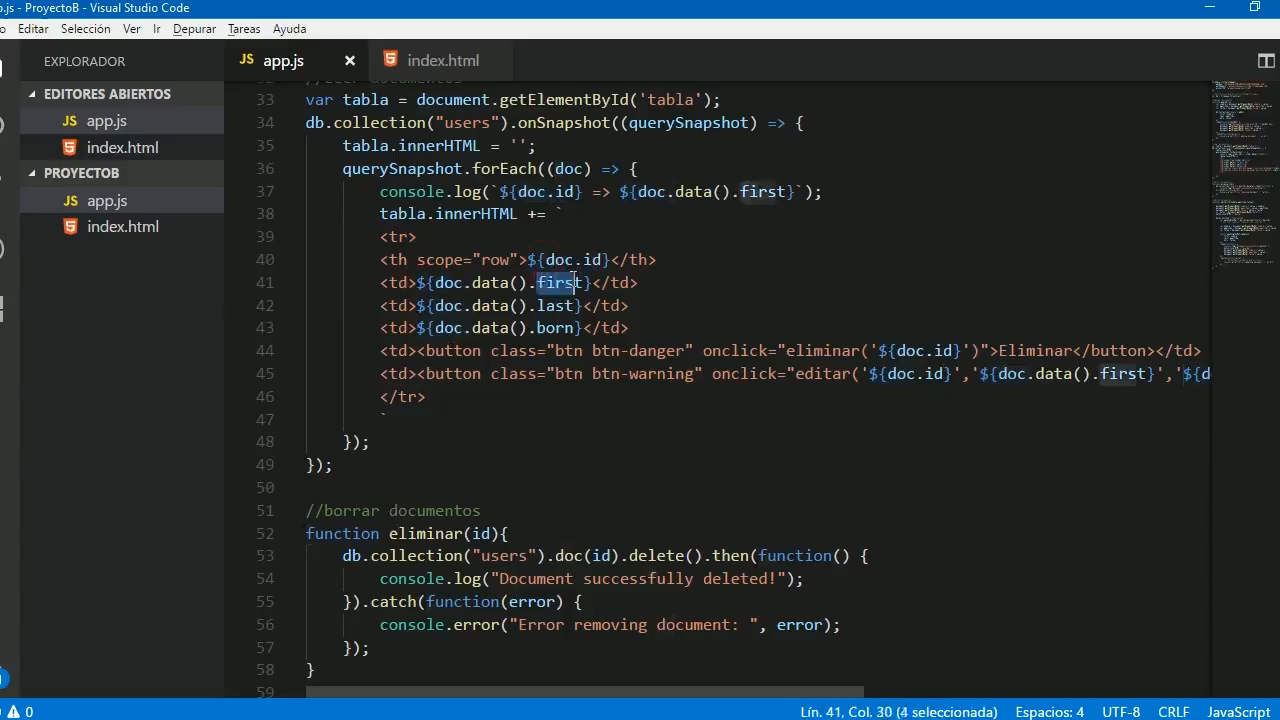 .js - ProyectoB - Visual Studio Code
Editar Selección Ver Ir Depurar Tareas Ayuda
EXPLORADOR
JS app.js × index.html
EDITORES ABIERTOS
JS app.js
index.html
PROYECTOB
JS app.js
index.html
33 var tabla = document.getElementById('tabla');
34 db.collection("users").onSnapshot((querySnapshot) => {
35 tabla.innerHTML = '';
36 querySnapshot.forEach((doc) => {
37 console.log(`${doc.id} => ${doc.data().first}`);
38 tabla.innerHTML += `
39 <tr>
40 <th scope="row">${doc.id}</th>
41 <td>${doc.data().first}</td>
42 <td>${doc.data().last}</td>
43 <td>${doc.data().born}</td>
44 <td><button class="btn btn-danger" onclick="eliminar('${doc.id}')">Eliminar</button></td>
45 <td><button class="btn btn-warning" onclick="editar('${doc.id}','${doc.data().first}','${d
46 </tr>
47 `
48 });
49 });
50
51 //borrar documentos
52 function eliminar(id){
53 db.collection("users").doc(id).delete().then(function() {
54 console.log("Document successfully deleted!");
55 }).catch(function(error) {
56 console.error("Error removing document: ", error);
57 });
58 }
59
0 Lín. 41, Col. 30 (4 seleccionada) Espacios: 4 UTF-8 CRLF JavaScript